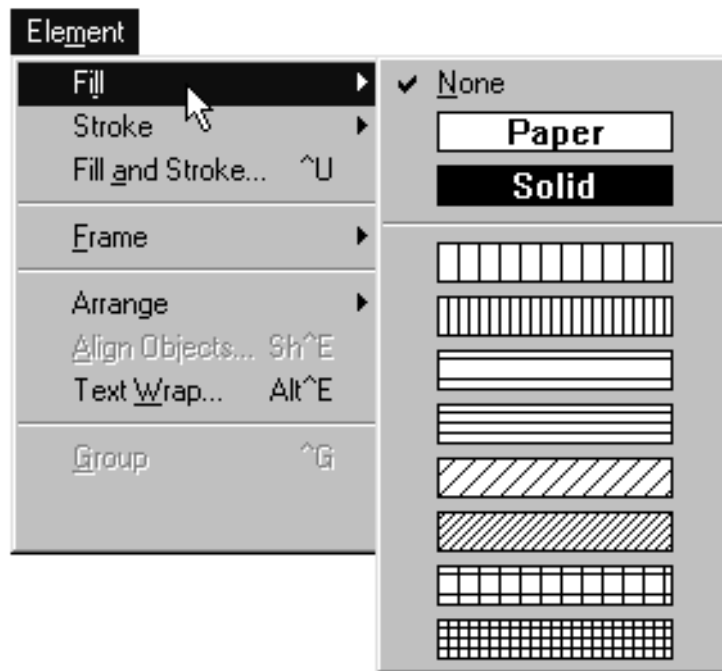 Element
Fill
Stroke
Fill and Stroke... ^U
Frame
Arrange
Align Objects... Sh^E
Text Wrap... Alt^E
Group ^G
None
Paper
Solid